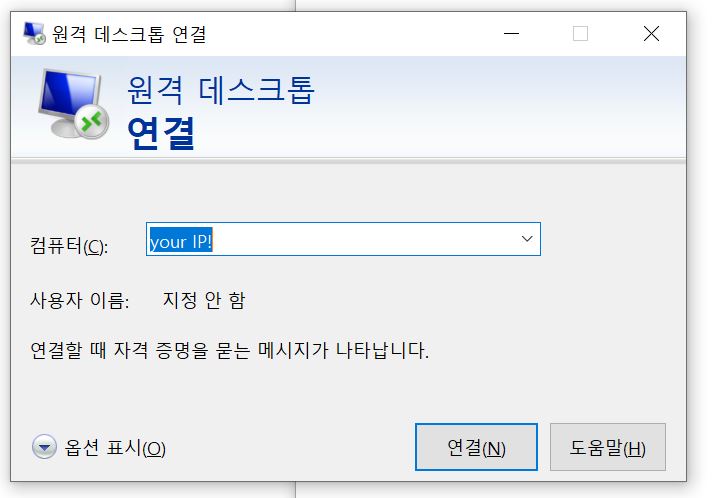 원격 데스크톱 연결
원격 데스크톱
연결
컴퓨터(C):
your IP!
사용자 이름: 지정 안 함
연결할 때 자격 증명을 묻는 메시지가 나타납니다.
옵션 표시(O)
연결(N)
도움말(H)